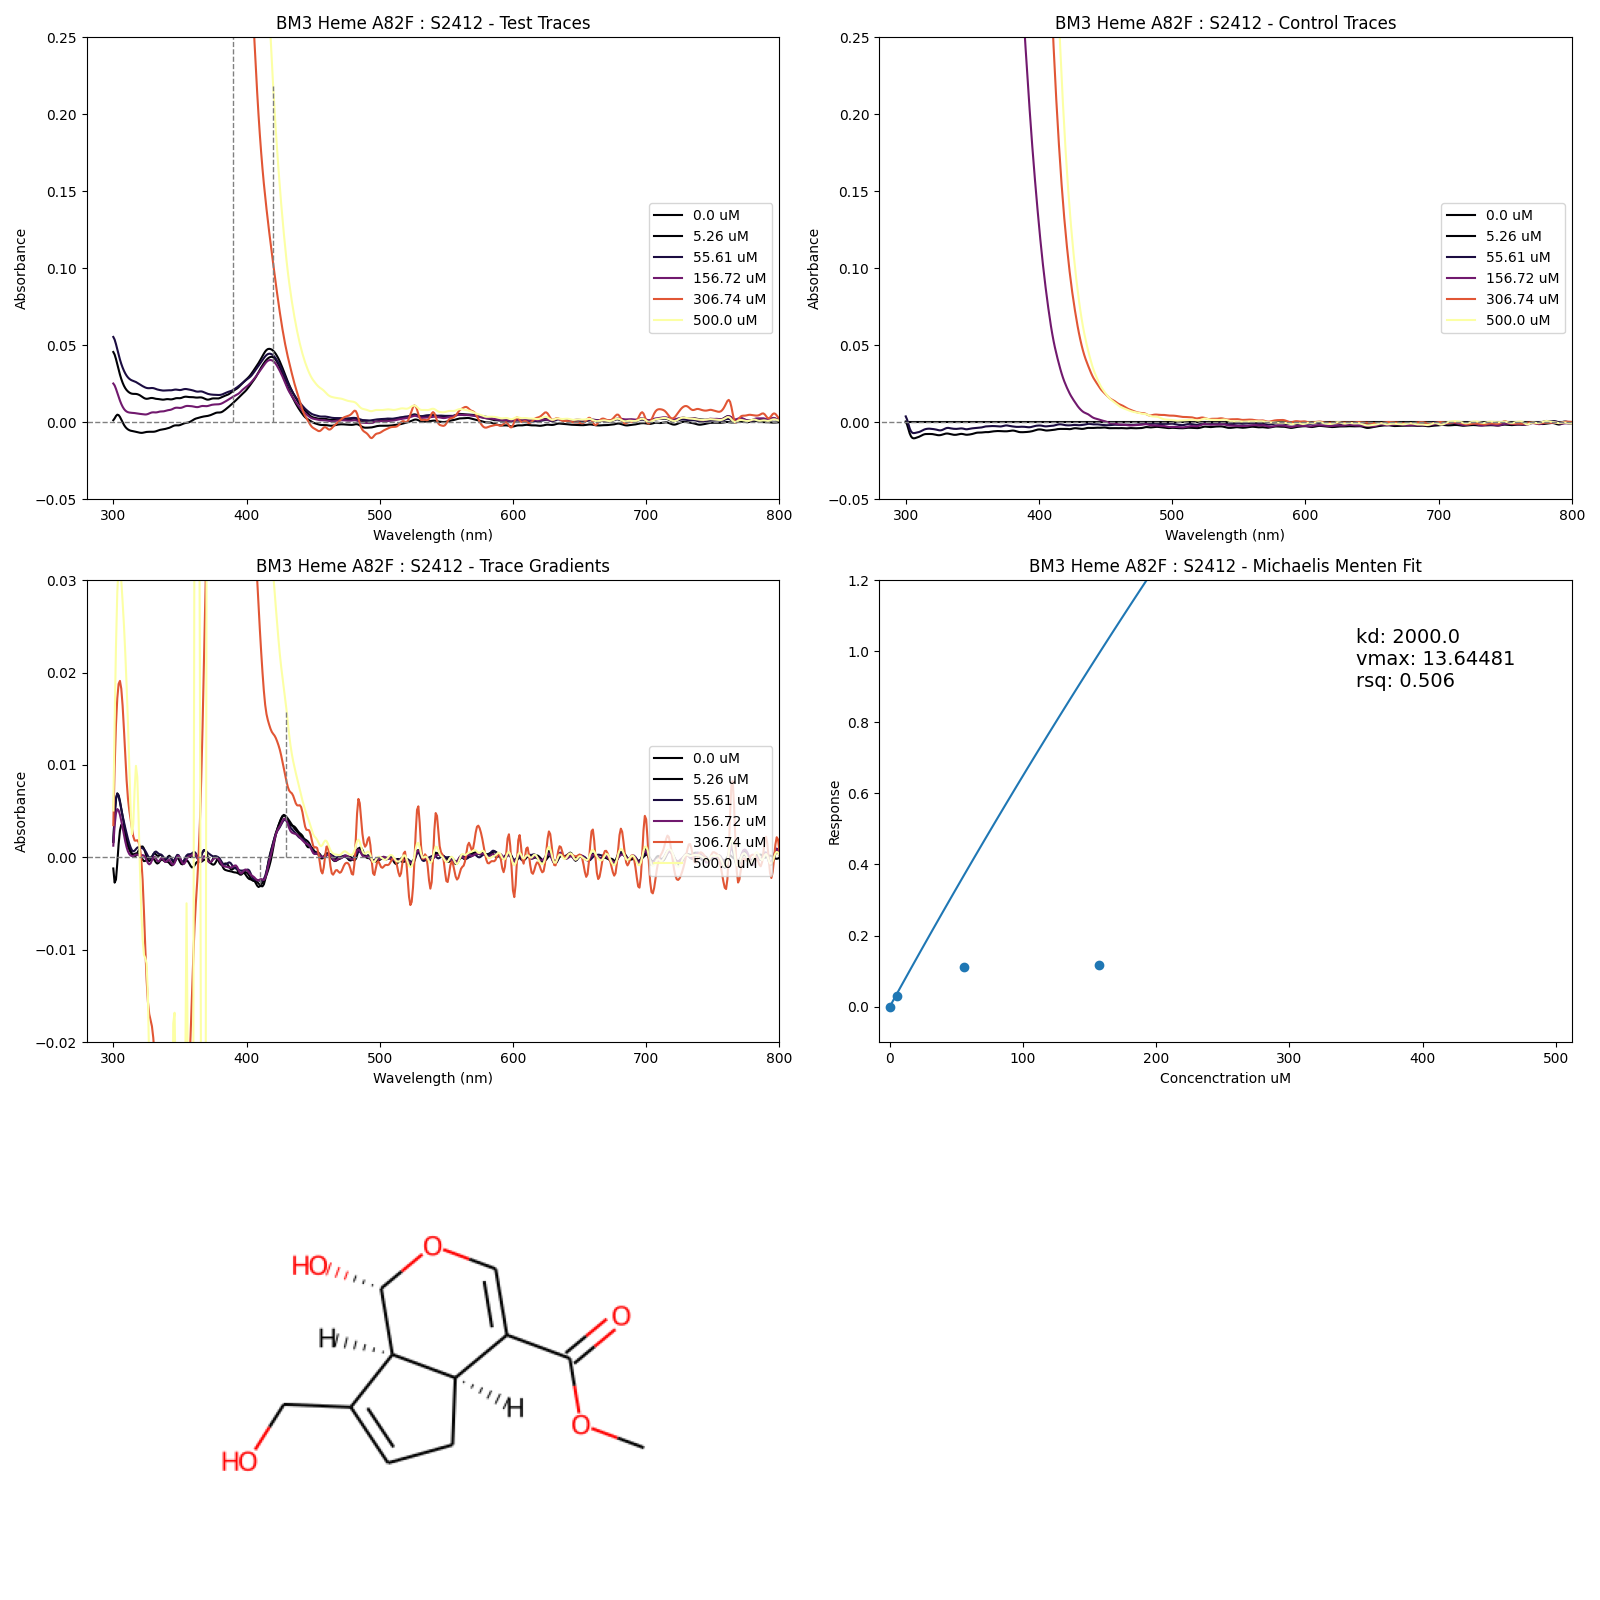 BM3 Heme A82F : S2412 - Test Traces
0.25
0.20
0.15
0.10
0.05
0.00
−0.05
Absorbance
0.0 uM
5.26 uM
55.61 uM
156.72 uM
306.74 uM
500.0 uM
300 400 500 600 700 800
Wavelength (nm)
BM3 Heme A82F : S2412 - Control Traces
0.25
0.20
0.15
0.10
0.05
0.00
−0.05
Absorbance
0.0 uM
5.26 uM
55.61 uM
156.72 uM
306.74 uM
500.0 uM
300 400 500 600 700 800
Wavelength (nm)
BM3 Heme A82F : S2412 - Trace Gradients
0.03
0.02
0.01
0.00
−0.01
−0.02
Absorbance
0.0 uM
5.26 uM
55.61 uM
156.72 uM
306.74 uM
500.0 uM
300 400 500 600 700 800
Wavelength (nm)
BM3 Heme A82F : S2412 - Michaelis Menten Fit
1.2
1.0
0.8
0.6
0.4
0.2
0.0
Response
kd: 2000.0
vmax: 13.64481
rsq: 0.506
0 100 200 300 400 500
Concenctration uM
O
HO
O
H
H
O
HO